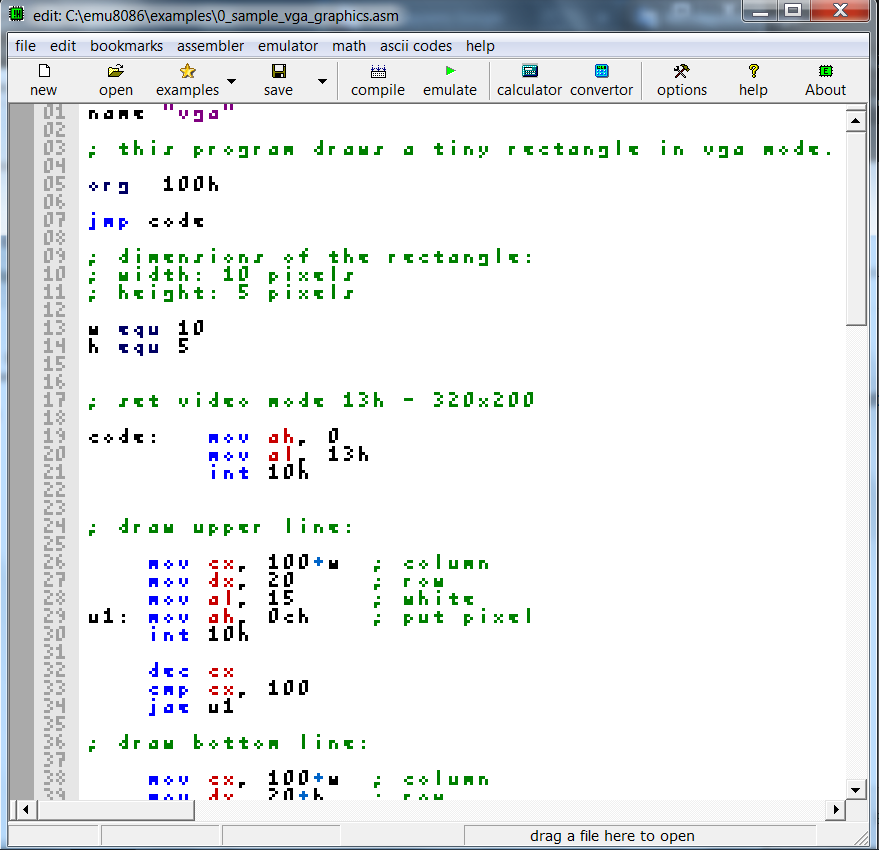 edit: C:\emu8086\examples\0_sample_vga_graphics.asm
file edit bookmarks assembler emulator math ascii codes help
new open examples save compile emulate calculator convertor options help About
01 name "vga"
02
03 ; this program draws a tiny rectangle in vga mode.
04
05 org  100h
06
07 jmp code
08
09 ; dimensions of the rectangle:
10 ; width: 10 pixels
11 ; height: 5 pixels
12
13 w equ 10
14 h equ 5
15
16
17 ; set video mode 13h - 320x200
18
19 code:   mov ah, 0
20         mov al, 13h
21         int 10h
22
23
24 ; draw upper line:
25
26     mov cx, 100+w  ; column
27     mov dx, 20     ; row
28     mov al, 15     ; white
29 u1: mov ah, 0ch    ; put pixel
30     int 10h
31
32     dec cx
33     cmp cx, 100
34     jae u1
35
36 ; draw bottom line:
37
38     mov cx, 100+w  ; column
39     mov dx, 20+h   ; row
drag a file here to open